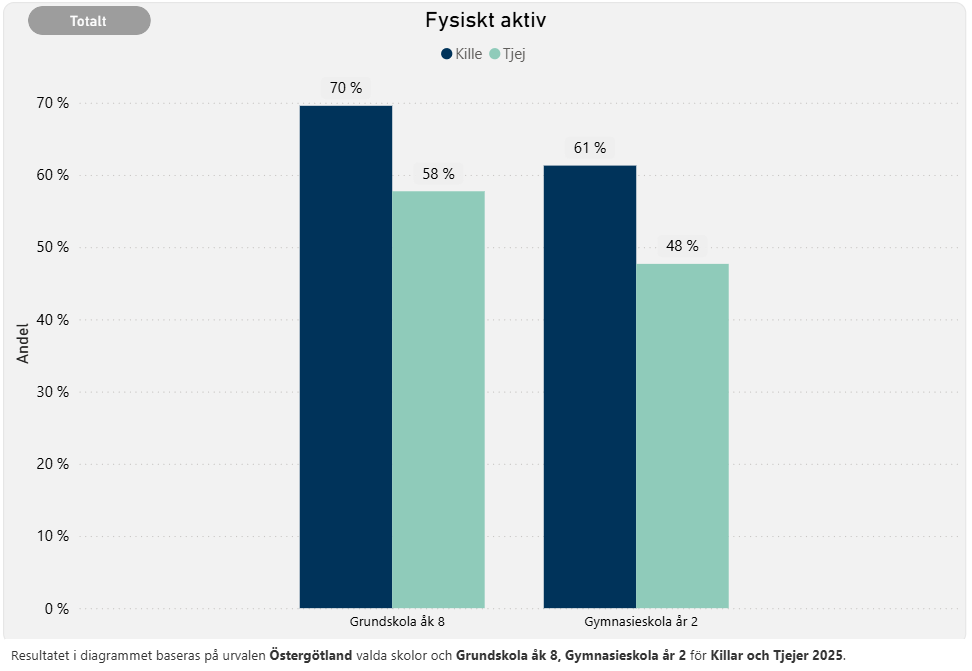 Totalt
Fysiskt aktiv
Kille Tjej
70 %
58 %
61 %
48 %
70 %
60 %
50 %
40 %
30 %
20 %
10 %
0 %
Andel
Grundskola åk 8
Gymnasieskola år 2
Resultatet i diagrammet baseras på urvalen Östergötland valda skolor och Grundskola åk 8, Gymnasieskola år 2 för Killar och Tjejer 2025.